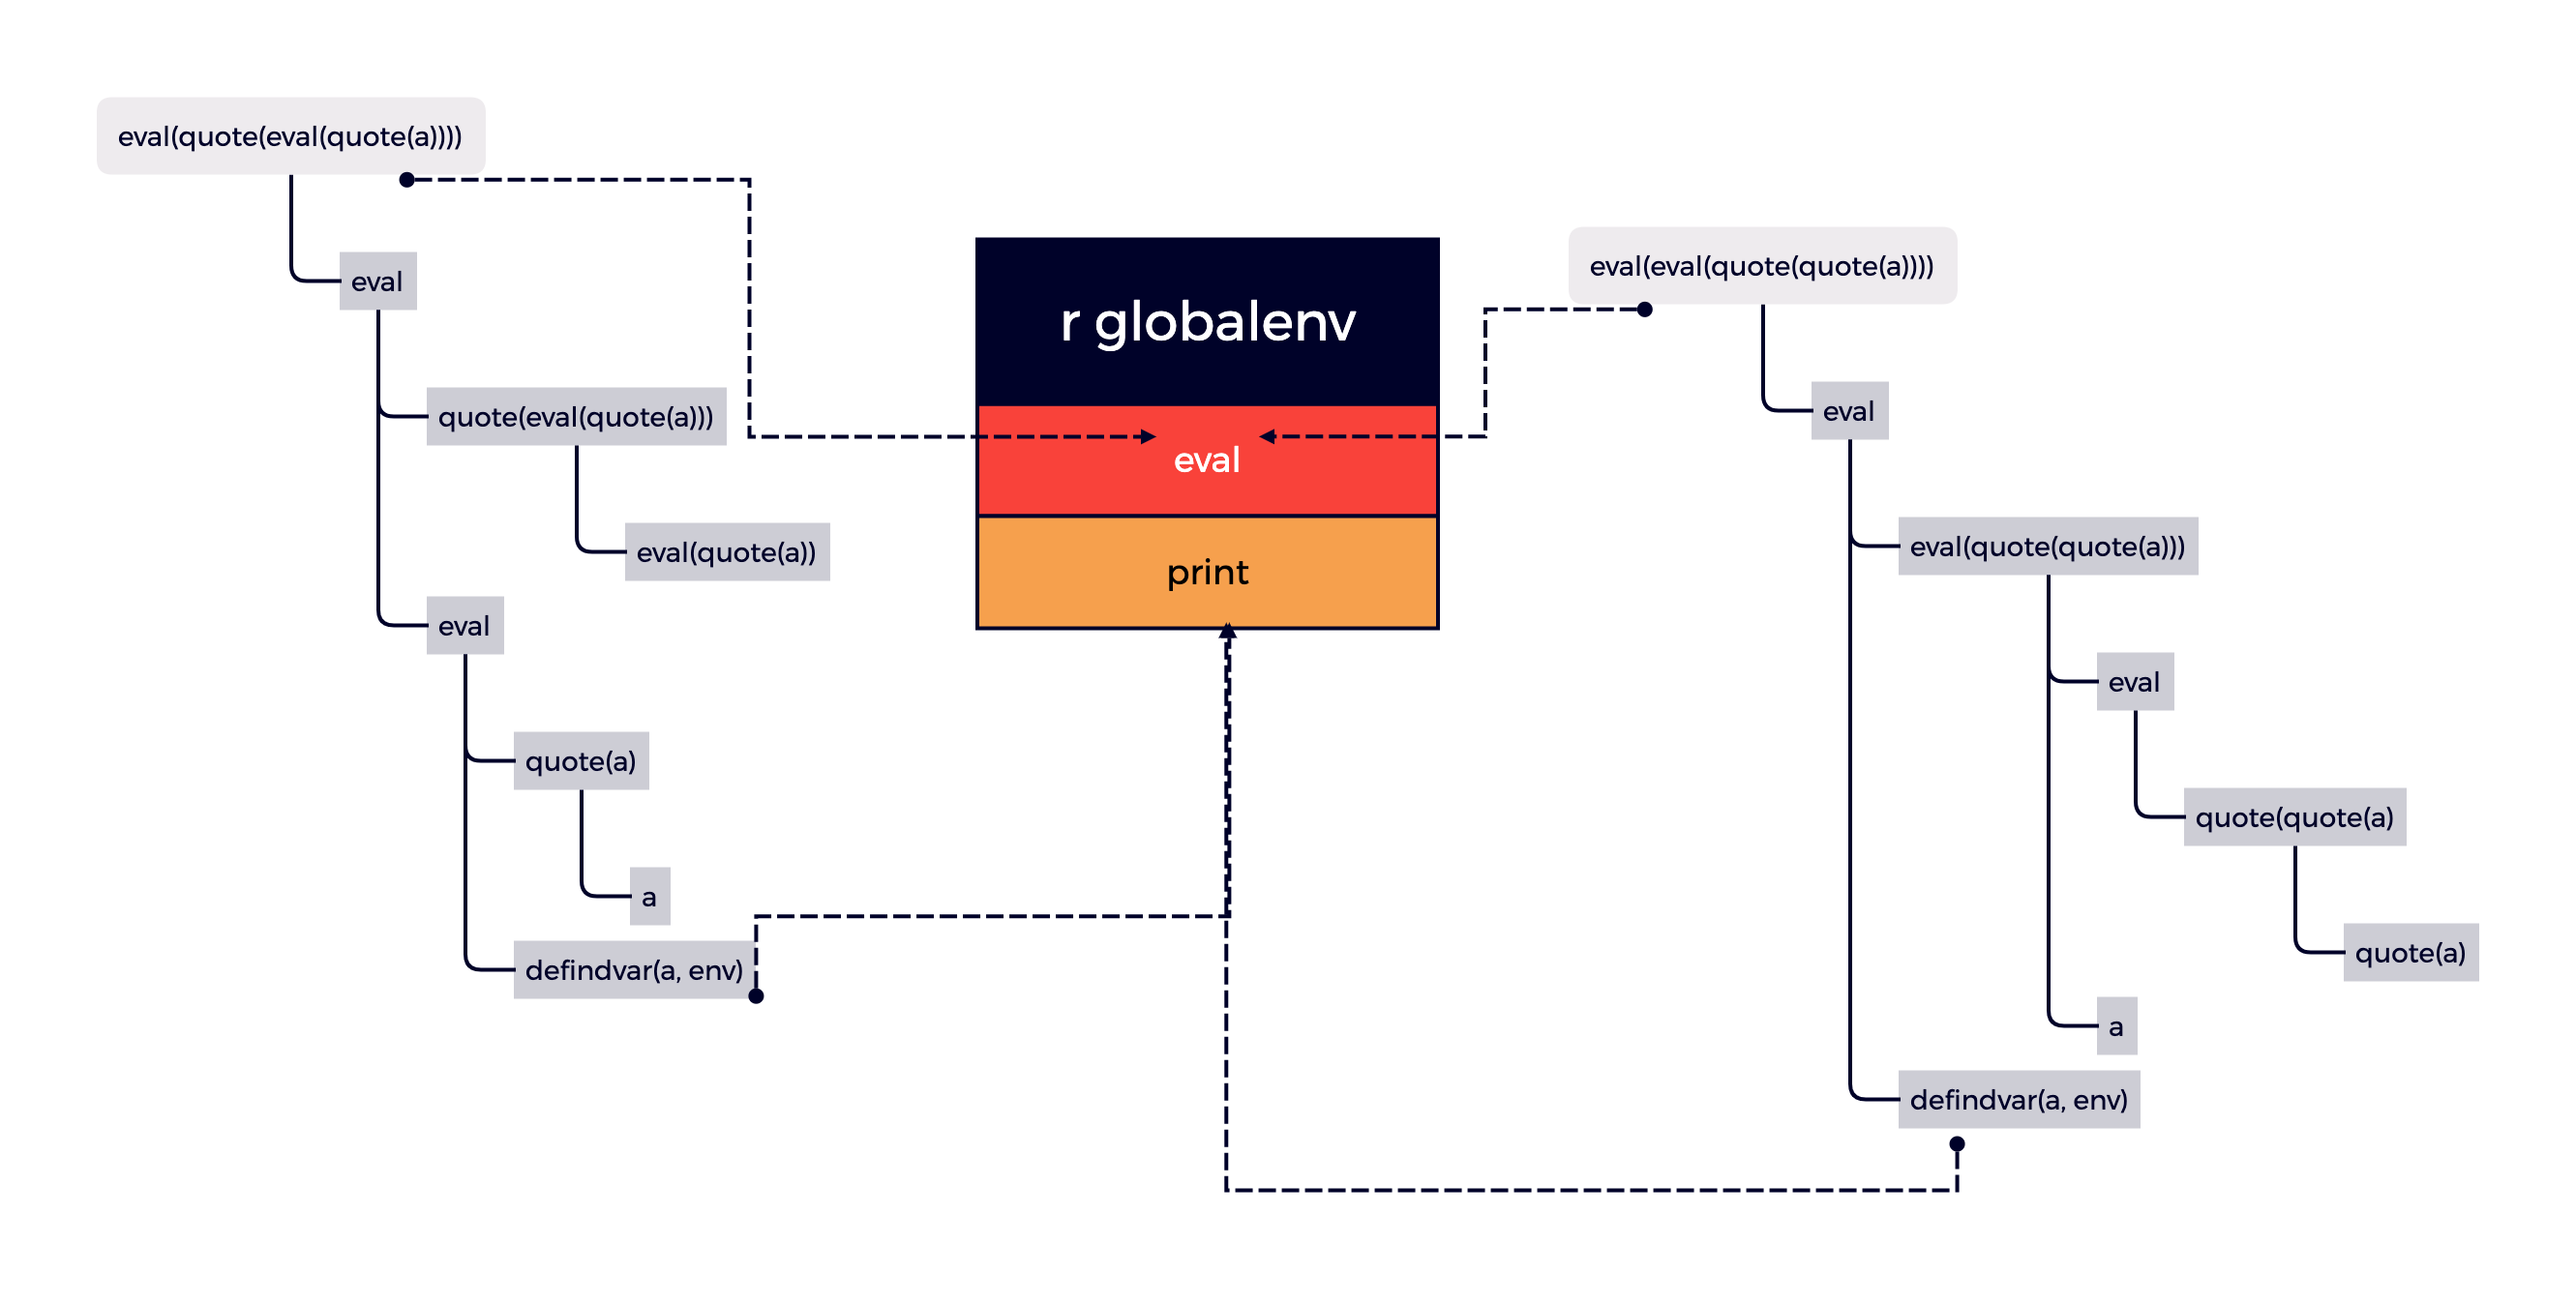 eval(quote(eval(quote(a))))
eval
quote(eval(quote(a)))
eval(quote(a))
eval
quote(a)
a
defindvar(a, env)
r globalenv
eval
print
eval(eval(quote(quote(a))))
eval
eval(quote(quote(a)))
eval
quote(quote(a)
quote(a)
a
defindvar(a, env)